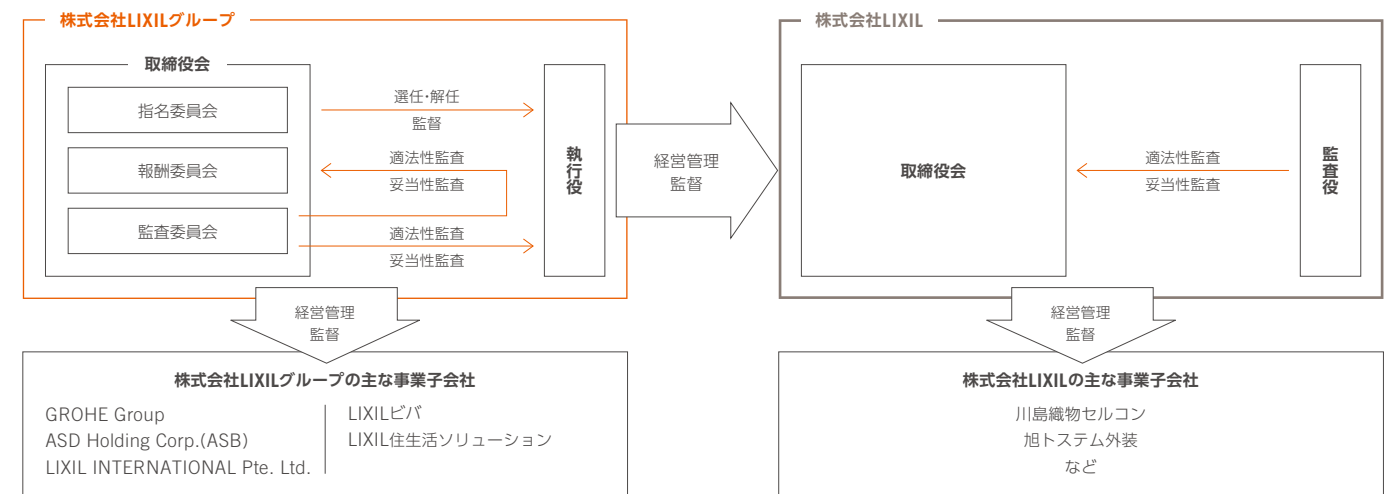 株式会社LIXILグループ
取締役会
指名委員会
報酬委員会
監査委員会
選任・解任
監督
適法性監査
妥当性監査
適法性監査
妥当性監査
執行役
経営管理
監督
株式会社LIXIL
取締役会
適法性監査
妥当性監査
監査役
経営管理
監督
株式会社LIXILグループの主な事業子会社
GROHE Group
ASD Holding Corp.(ASB)
LIXIL INTERNATIONAL Pte. Ltd.
LIXILビバ
LIXIL住生活ソリューション
経営管理
監督
株式会社LIXILの主な事業子会社
川島織物セルコン
旭トステム外装
など